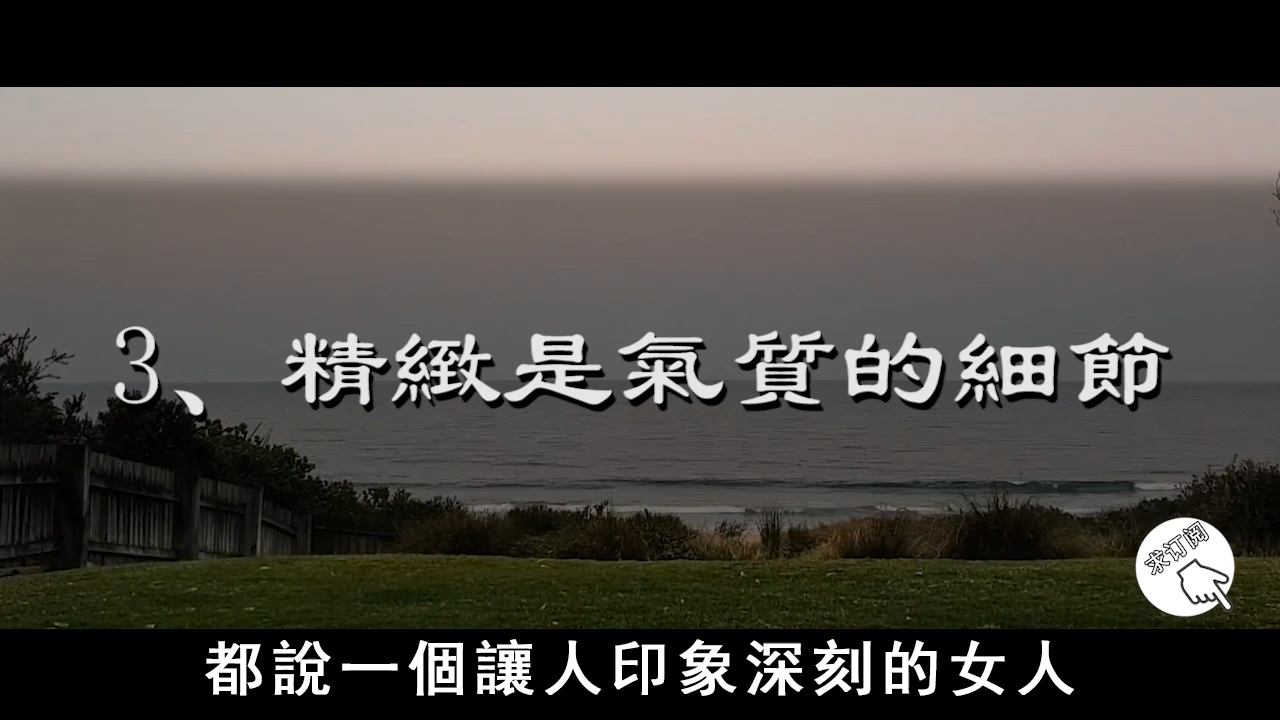 3、精緻是氣質的細節
求订阅
都說一個讓人印象深刻的女人